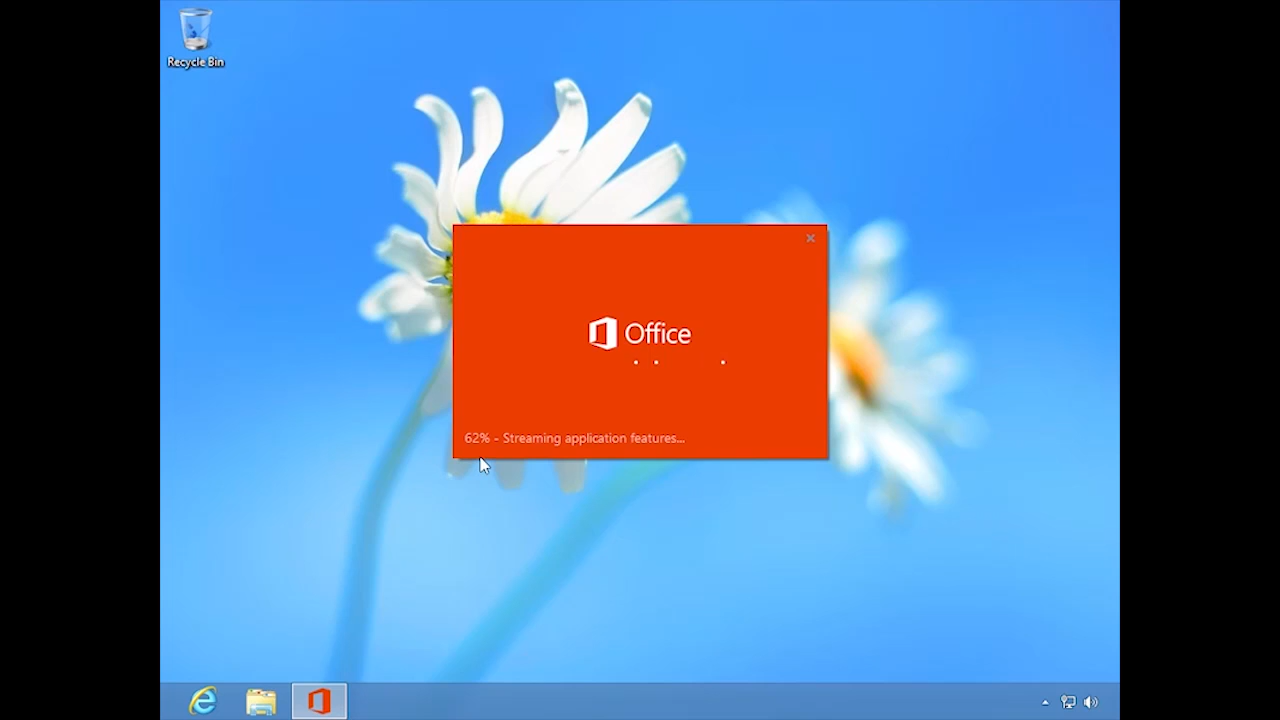 Recycle Bin
Office
62% - Streaming application features...